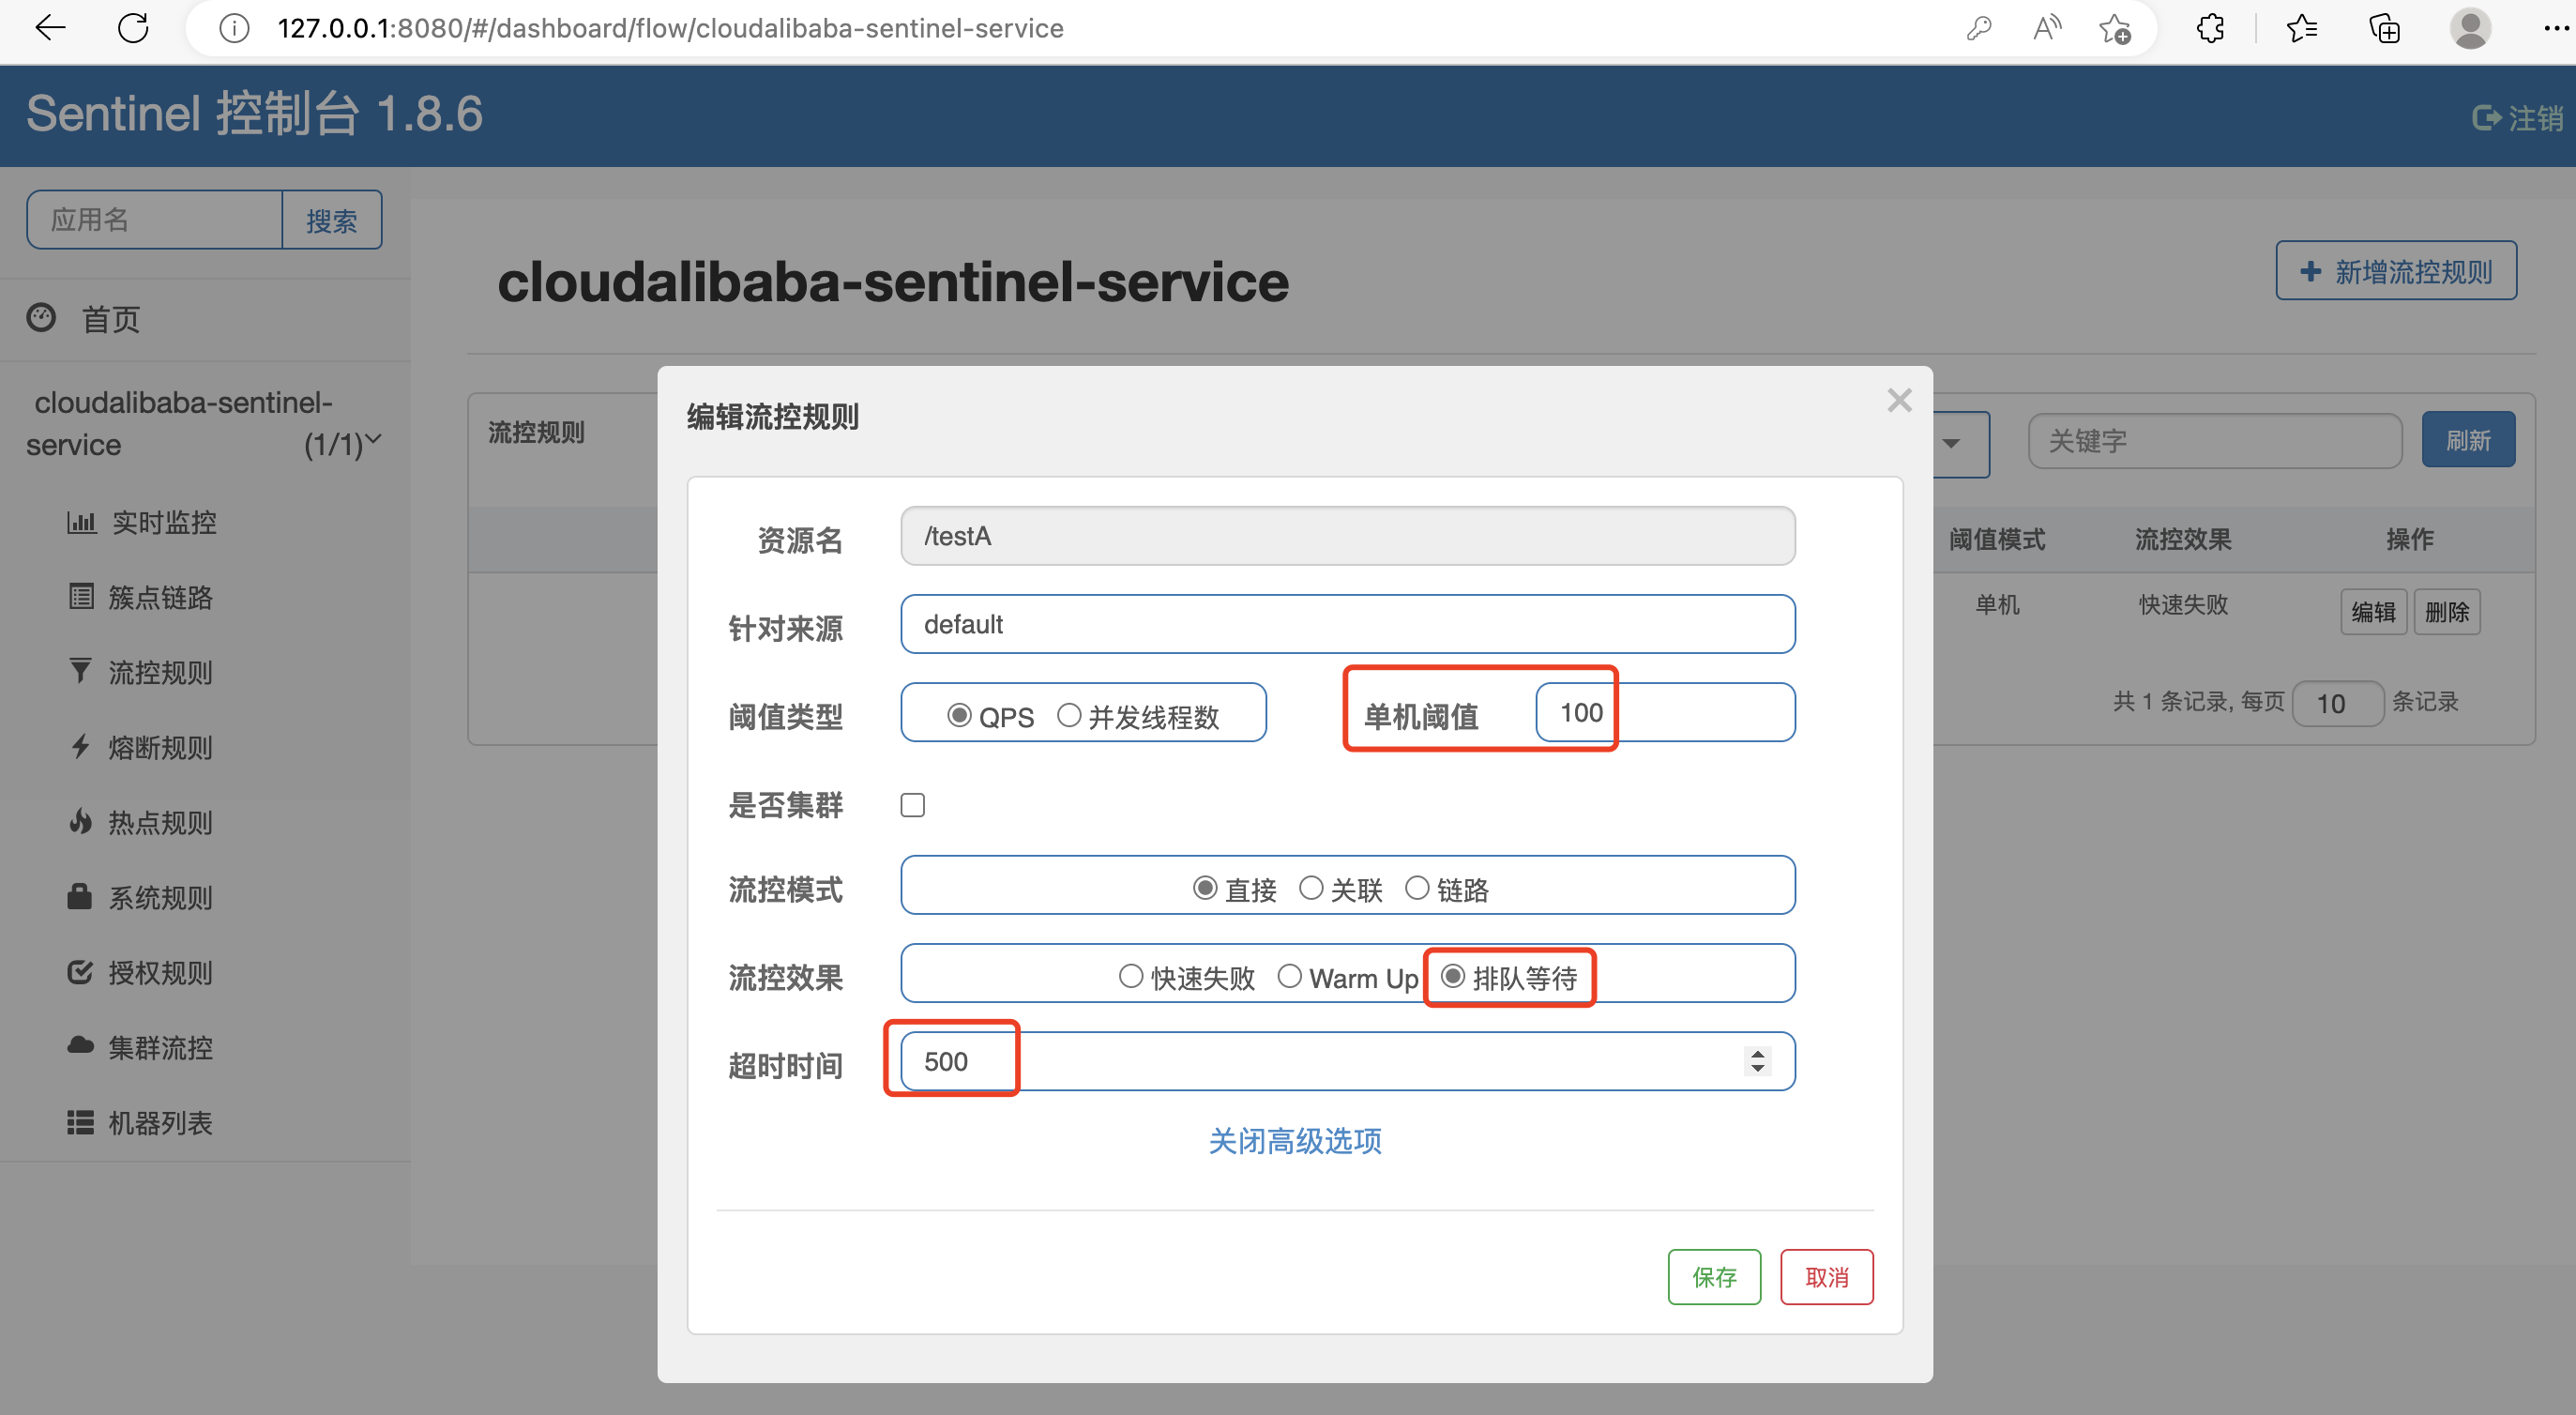 127.0.0.1:8080/#/dashboard/flow/cloudalibaba-sentinel-service
Sentinel 控制台 1.8.6
注销
应用名
搜索
首页
cloudalibaba-sentinel-
service (1/1)
实时监控
簇点链路
流控规则
熔断规则
热点规则
系统规则
授权规则
集群流控
机器列表
cloudalibaba-sentinel-service
新增流控规则
流控规则
关键字
刷新
阈值模式 流控效果 操作
单机 快速失败 编辑 删除
共 1 条记录, 每页 10 条记录
编辑流控规则
资源名 /testA
针对来源 default
阈值类型 QPS 并发线程数 单机阈值 100
是否集群
流控模式 直接 关联 链路
流控效果 快速失败 Warm Up 排队等待
超时时间 500
关闭高级选项
保存 取消